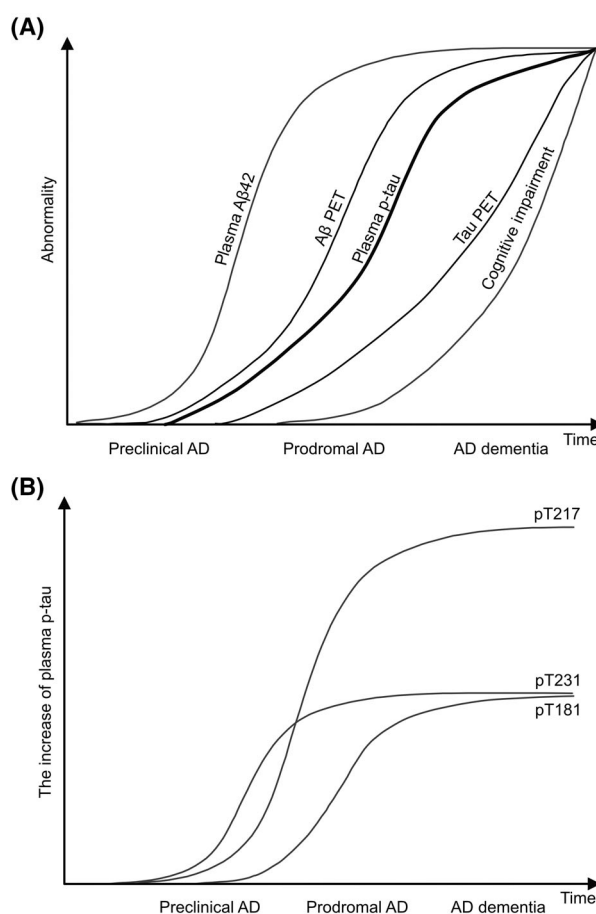 (A)
Abnormality
Plasma Aβ42
Aβ PET
Plasma p-tau
Tau PET
Cognitive impairment
Preclinical AD
Prodromal AD
AD dementia
Time
(B)
The increase of plasma p-tau
pT217
pT231
pT181
Preclinical AD
Prodromal AD
AD dementia
Time